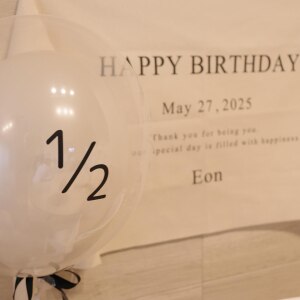 1/2
HAPPY BIRTHDAY
May 27, 2025
Thank you for being you.
special day is filled with happiness
Eon